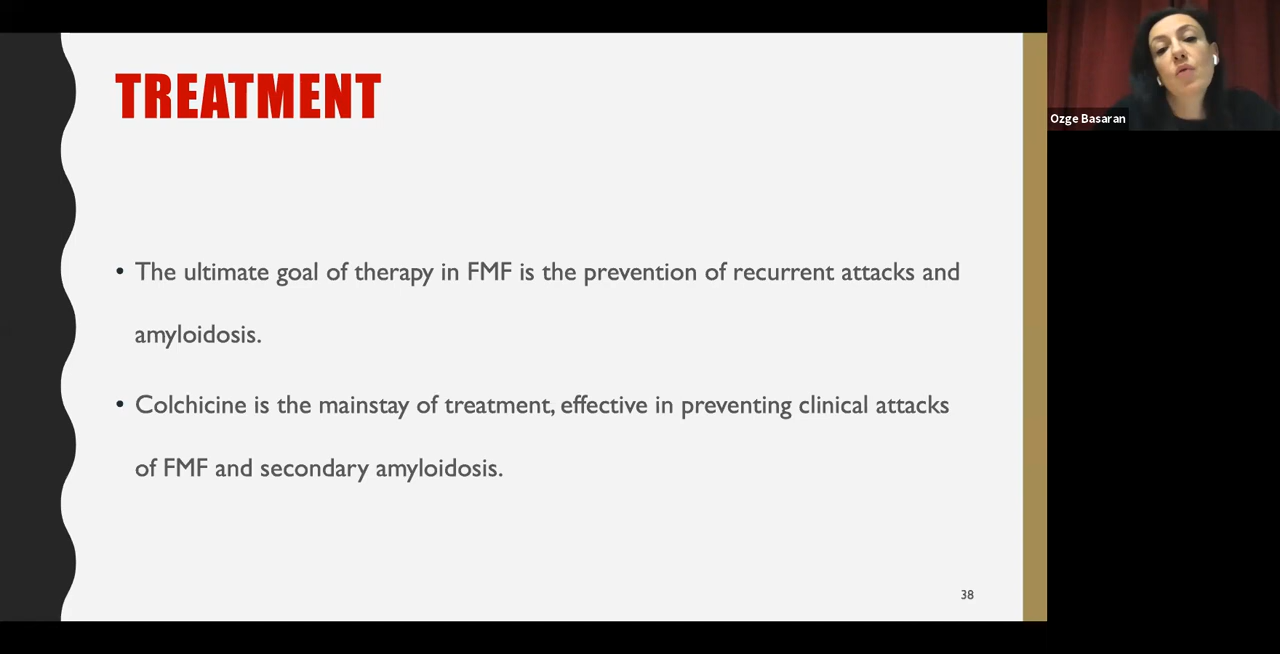 TREATMENT
• The ultimate goal of therapy in FMF is the prevention of recurrent attacks and
amyloidosis.
• Colchicine is the mainstay of treatment, effective in preventing clinical attacks
of FMF and secondary amyloidosis.
38
Ozge Basaran